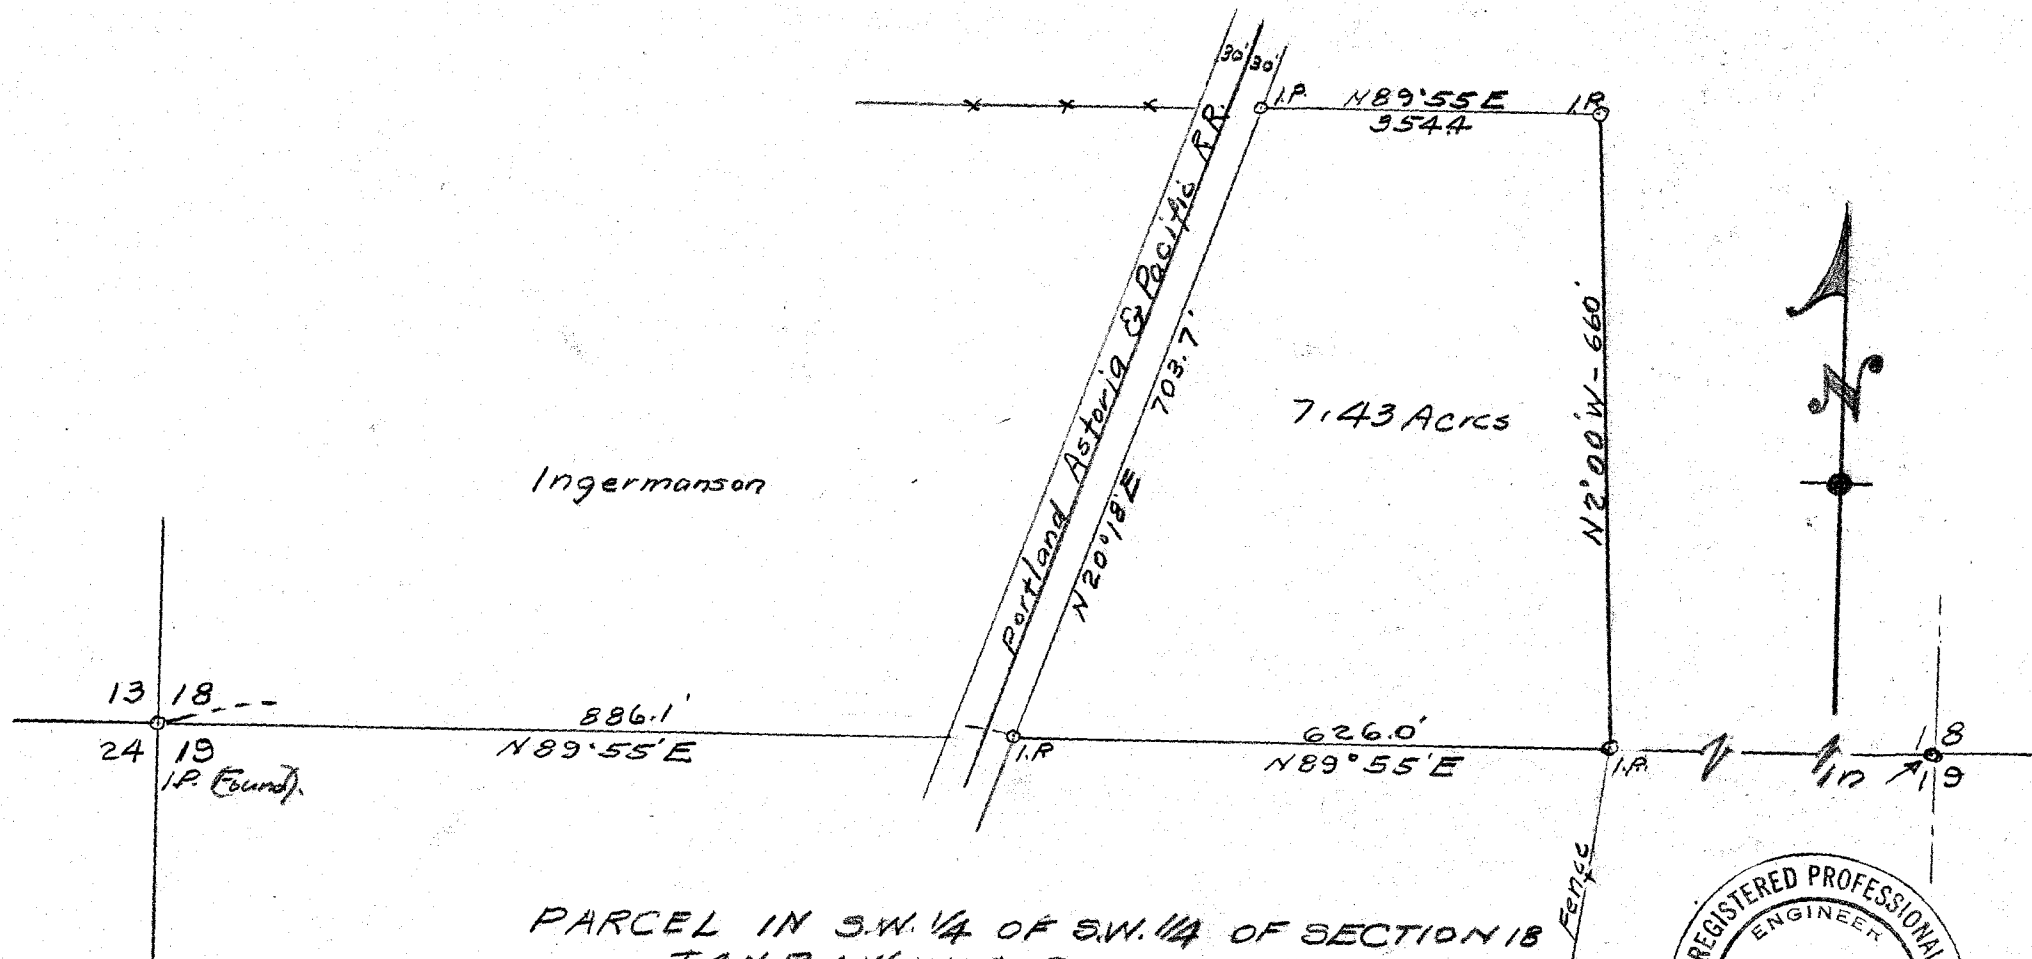 30' 30'
I.P. N89°55'E I.P.
354.4
Portland Astoria & Pacific R.R.
703.7'
N20°18'E
7.43 Acres
N2°00'W - 660'
N
Ingermanson
13 18
24 19
I.P. (Found).
886.1'
N89°55'E
I.P.
626.0'
N89°55'E
I.P.
18
19
Fence
PARCEL IN S.W. 1/4 OF S.W. 1/4 OF SECTION 18
REGISTERED PROFESSIONAL
ENGINEER